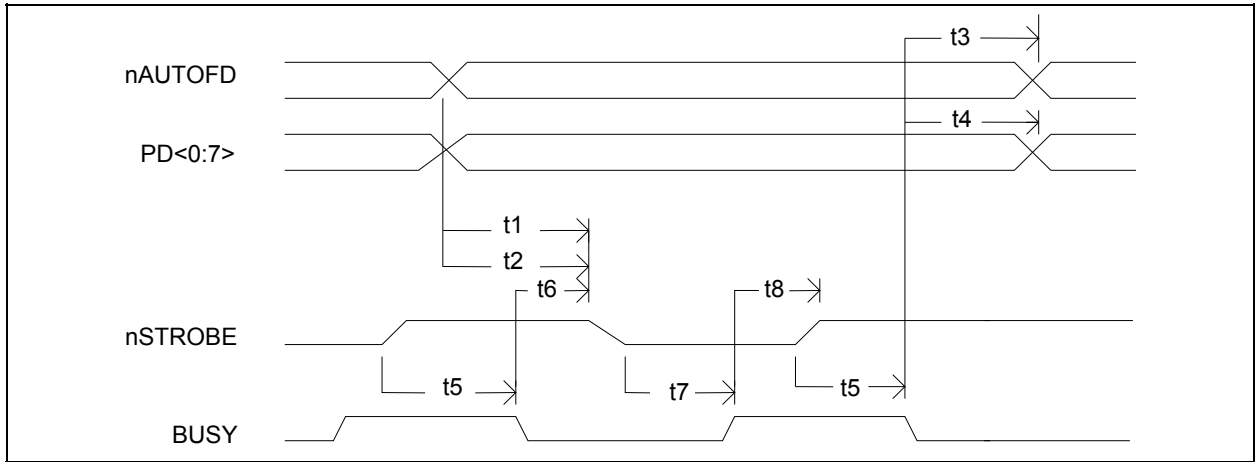 t3
nAUTOFD
t4
PD<0:7>
t1
t2
t6
t8
nSTROBE
t5
t7
t5
BUSY